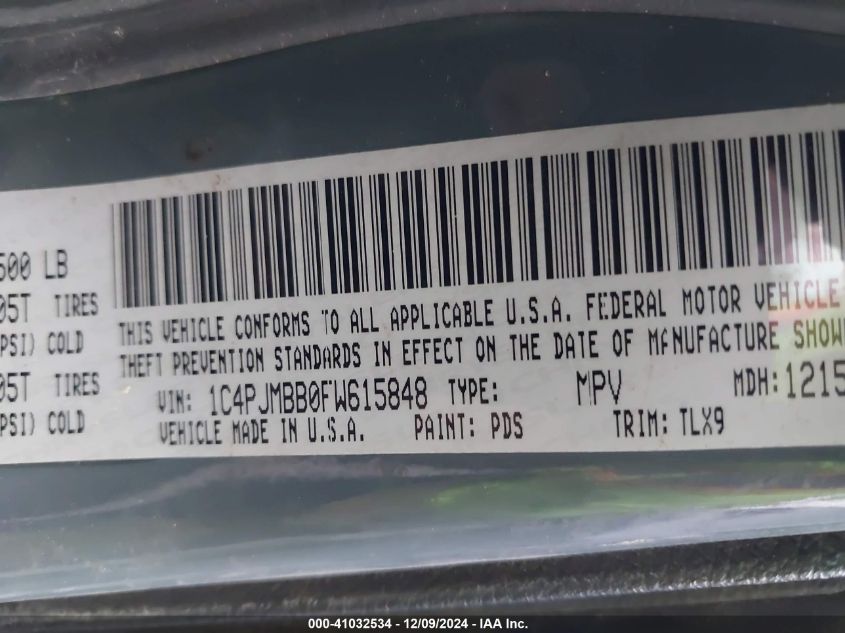 500 LB
05T TIRES
PSI) COLD
05T TIRES
PSI) COLD
THIS VEHICLE CONFORMS TO ALL APPLICABLE U.S.A. FEDERAL MOTOR VEHICLE
THEFT PREVENTION STANDARDS IN EFFECT ON THE DATE OF MANUFACTURE SHOW
VIN: 1C4PJMBB0FW615848 TYPE: MPV MDH: 1215
VEHICLE MADE IN U.S.A. PAINT: PDS TRIM: TLX9
000-41032534 - 12/09/2024 - IAA Inc.